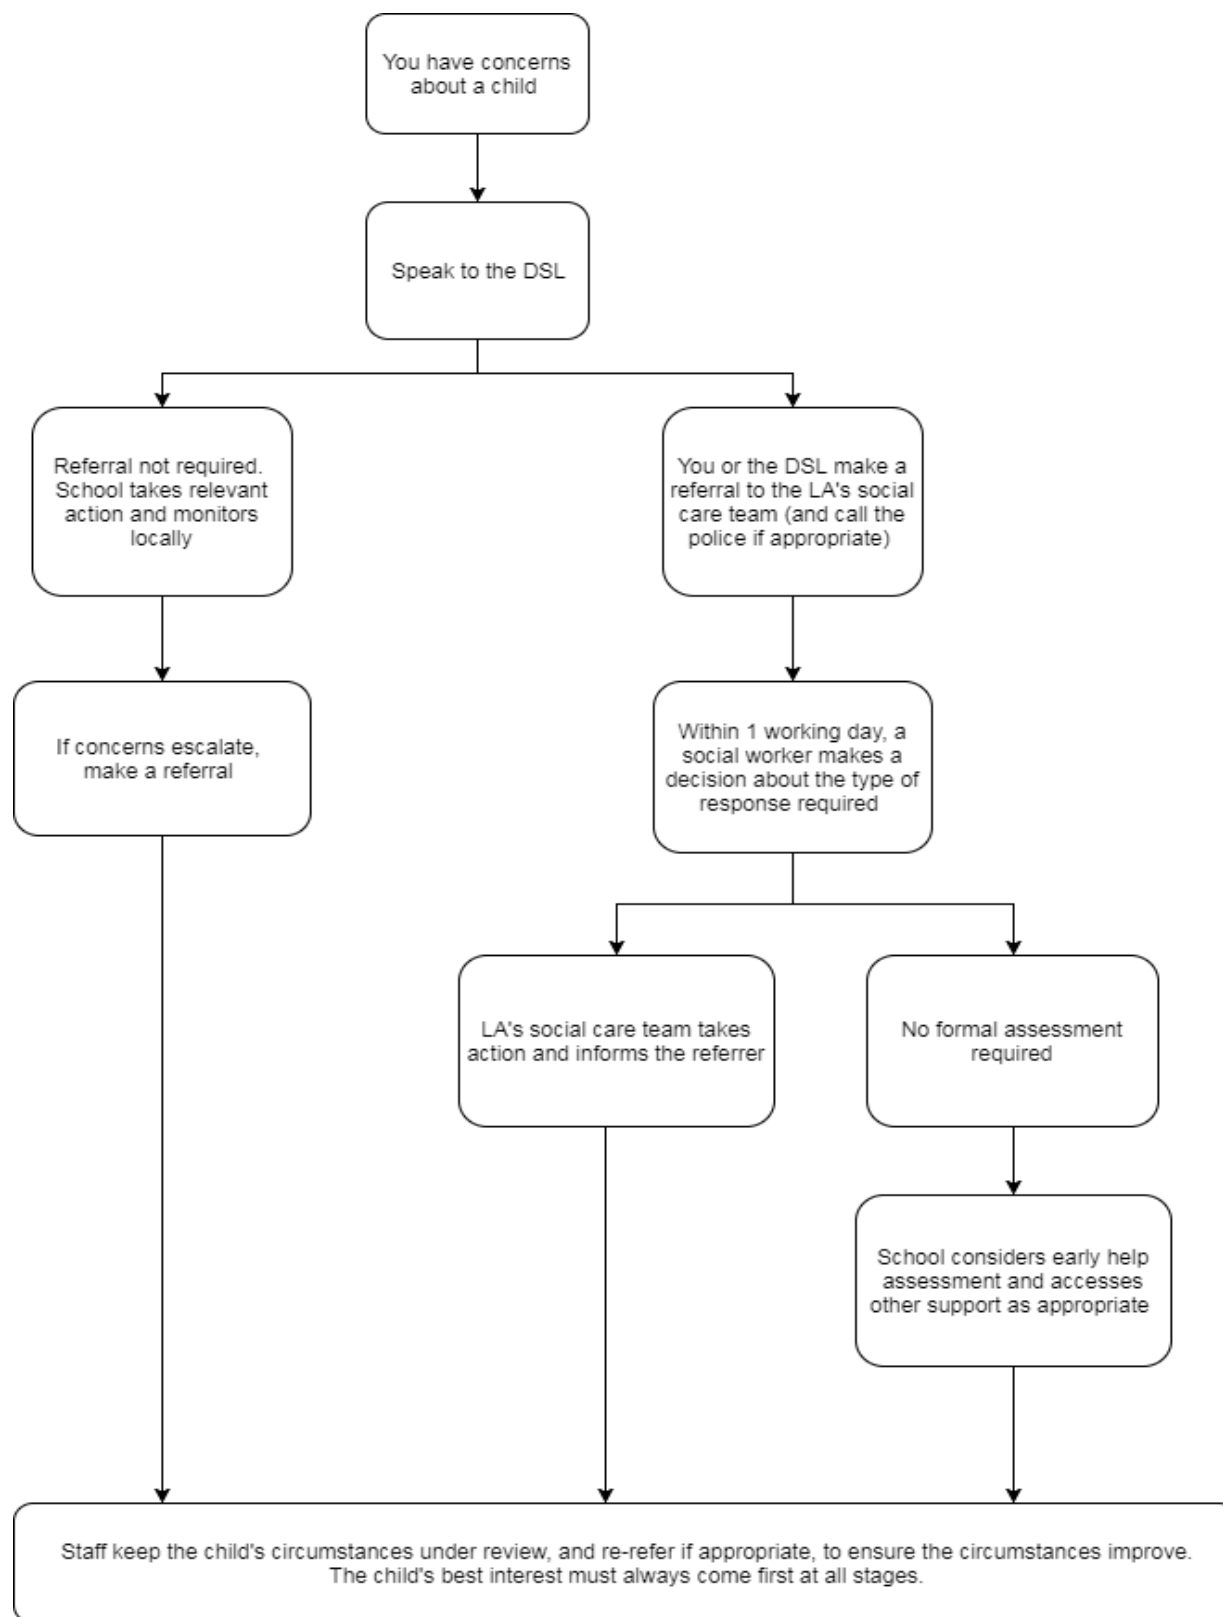 You have concerns
about a child
Speak to the DSL
Referral not required.
School takes relevant
action and monitors
locally
You or the DSL make a
referral to the LA's social
care team (and call the
police if appropriate)
If concerns escalate,
make a referral
Within 1 working day, a
social worker makes a
decision about the type of
response required
LA's social care team takes
action and informs the referrer
No formal assessment
required
School considers early help
assessment and accesses
other support as appropriate
Staff keep the child's circumstances under review, and re-refer if appropriate, to ensure the circumstances improve.
The child's best interest must always come first at all stages.